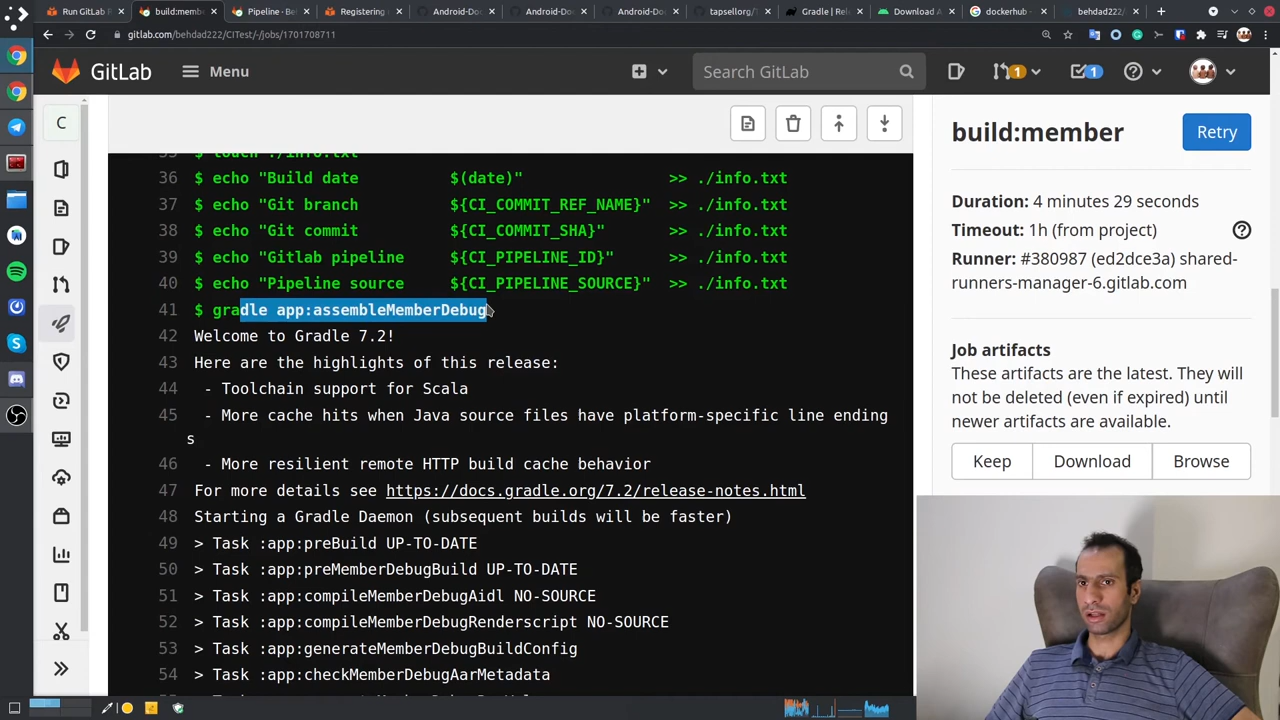 Run GitLab R
build:membe
Pipeline · Be
Registering r
Android-Doc
Android-Doc
Android-Doc
tapsellorg/T
Gradle | Rel
Download A
dockerhub -
behdad222/
gitlab.com/behdad222/CITest/-/jobs/1701708711
GitLab
Menu
Search GitLab
1
1
C
35 $ touch ./info.txt
36 $ echo "Build date $(date)" >> ./info.txt
37 $ echo "Git branch ${CI_COMMIT_REF_NAME}" >> ./info.txt
38 $ echo "Git commit ${CI_COMMIT_SHA}" >> ./info.txt
39 $ echo "Gitlab pipeline ${CI_PIPELINE_ID}" >> ./info.txt
40 $ echo "Pipeline source ${CI_PIPELINE_SOURCE}" >> ./info.txt
41 $ gradle app:assembleMemberDebug
42 Welcome to Gradle 7.2!
43 Here are the highlights of this release:
44 - Toolchain support for Scala
45 - More cache hits when Java source files have platform-specific line ending
s
46 - More resilient remote HTTP build cache behavior
47 For more details see https://docs.gradle.org/7.2/release-notes.html
48 Starting a Gradle Daemon (subsequent builds will be faster)
49 > Task :app:preBuild UP-TO-DATE
50 > Task :app:preMemberDebugBuild UP-TO-DATE
51 > Task :app:compileMemberDebugAidl NO-SOURCE
52 > Task :app:compileMemberDebugRenderscript NO-SOURCE
53 > Task :app:generateMemberDebugBuildConfig
54 > Task :app:checkMemberDebugAarMetadata
build:member
Retry
Duration: 4 minutes 29 seconds
Timeout: 1h (from project)
Runner: #380987 (ed2dce3a) shared-
runners-manager-6.gitlab.com
Job artifacts
These artifacts are the latest. They will
not be deleted (even if expired) until
newer artifacts are available.
Keep
Download
Browse